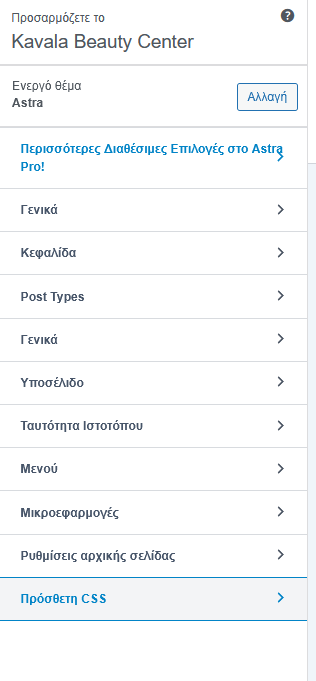 Προσαρμόζετε το
Kavala Beauty Center
Ενεργό θέμα
Astra
Αλλαγή
Περισσότερες Διαθέσιμες Επιλογές στο Astra
Pro!
Γενικά
Κεφαλίδα
Post Types
Γενικά
Υποσέλιδο
Ταυτότητα Ιστοτόπου
Μενού
Μικροεφαρμογές
Ρυθμίσεις αρχικής σελίδας
Πρόσθετη CSS